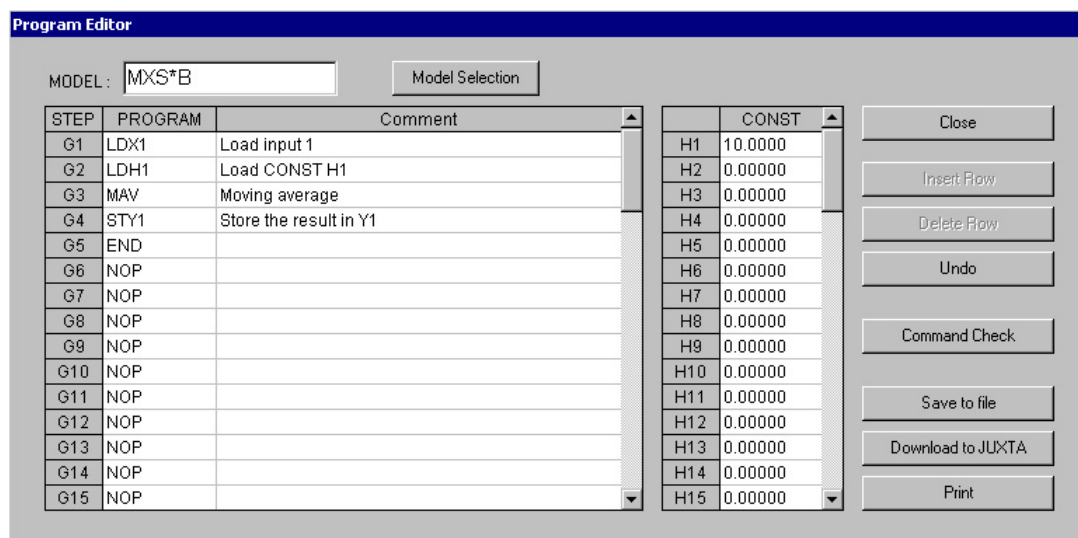 Program Editor
MODEL : MXS*B Model Selection
STEP PROGRAM Comment CONST Close
G1 LDX1 Load input 1 H1 10.0000
G2 LDH1 Load CONST H1 H2 0.00000 Insert Row
G3 MAV Moving average H3 0.00000
G4 STY1 Store the result in Y1 H4 0.00000 Delete Row
G5 END H5 0.00000
G6 NOP H6 0.00000 Undo
G7 NOP H7 0.00000
G8 NOP H8 0.00000
G9 NOP H9 0.00000 Command Check
G10 NOP H10 0.00000
G11 NOP H11 0.00000 Save to file
G12 NOP H12 0.00000
G13 NOP H13 0.00000 Download to JUXTA
G14 NOP H14 0.00000
G15 NOP H15 0.00000 Print